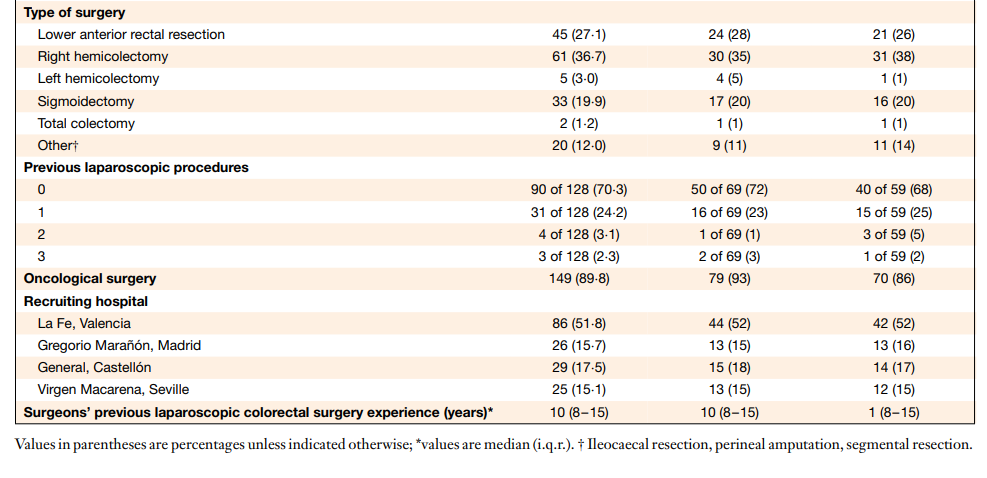 Type of surgery
Lower anterior rectal resection 45 (27·1) 24 (28) 21 (26)
Right hemicolectomy 61 (36·7) 30 (35) 31 (38)
Left hemicolectomy 5 (3·0) 4 (5) 1 (1)
Sigmoidectomy 33 (19·9) 17 (20) 16 (20)
Total colectomy 2 (1·2) 1 (1) 1 (1)
Other† 20 (12·0) 9 (11) 11 (14)
Previous laparoscopic procedures
0 90 of 128 (70·3) 50 of 69 (72) 40 of 59 (68)
1 31 of 128 (24·2) 16 of 69 (23) 15 of 59 (25)
2 4 of 128 (3·1) 1 of 69 (1) 3 of 59 (5)
3 3 of 128 (2·3) 2 of 69 (3) 1 of 59 (2)
Oncological surgery 149 (89·8) 79 (93) 70 (86)
Recruiting hospital
La Fe, Valencia 86 (51·8) 44 (52) 42 (52)
Gregorio Marañón, Madrid 26 (15·7) 13 (15) 13 (16)
General, Castellón 29 (17·5) 15 (18) 14 (17)
Virgen Macarena, Seville 25 (15·1) 13 (15) 12 (15)
Surgeons' previous laparoscopic colorectal surgery experience (years)* 10 (8–15) 10 (8–15) 1 (8–15)
Values in parentheses are percentages unless indicated otherwise; *values are median (i.q.r.). † Ileocaecal resection, perineal amputation, segmental resection.